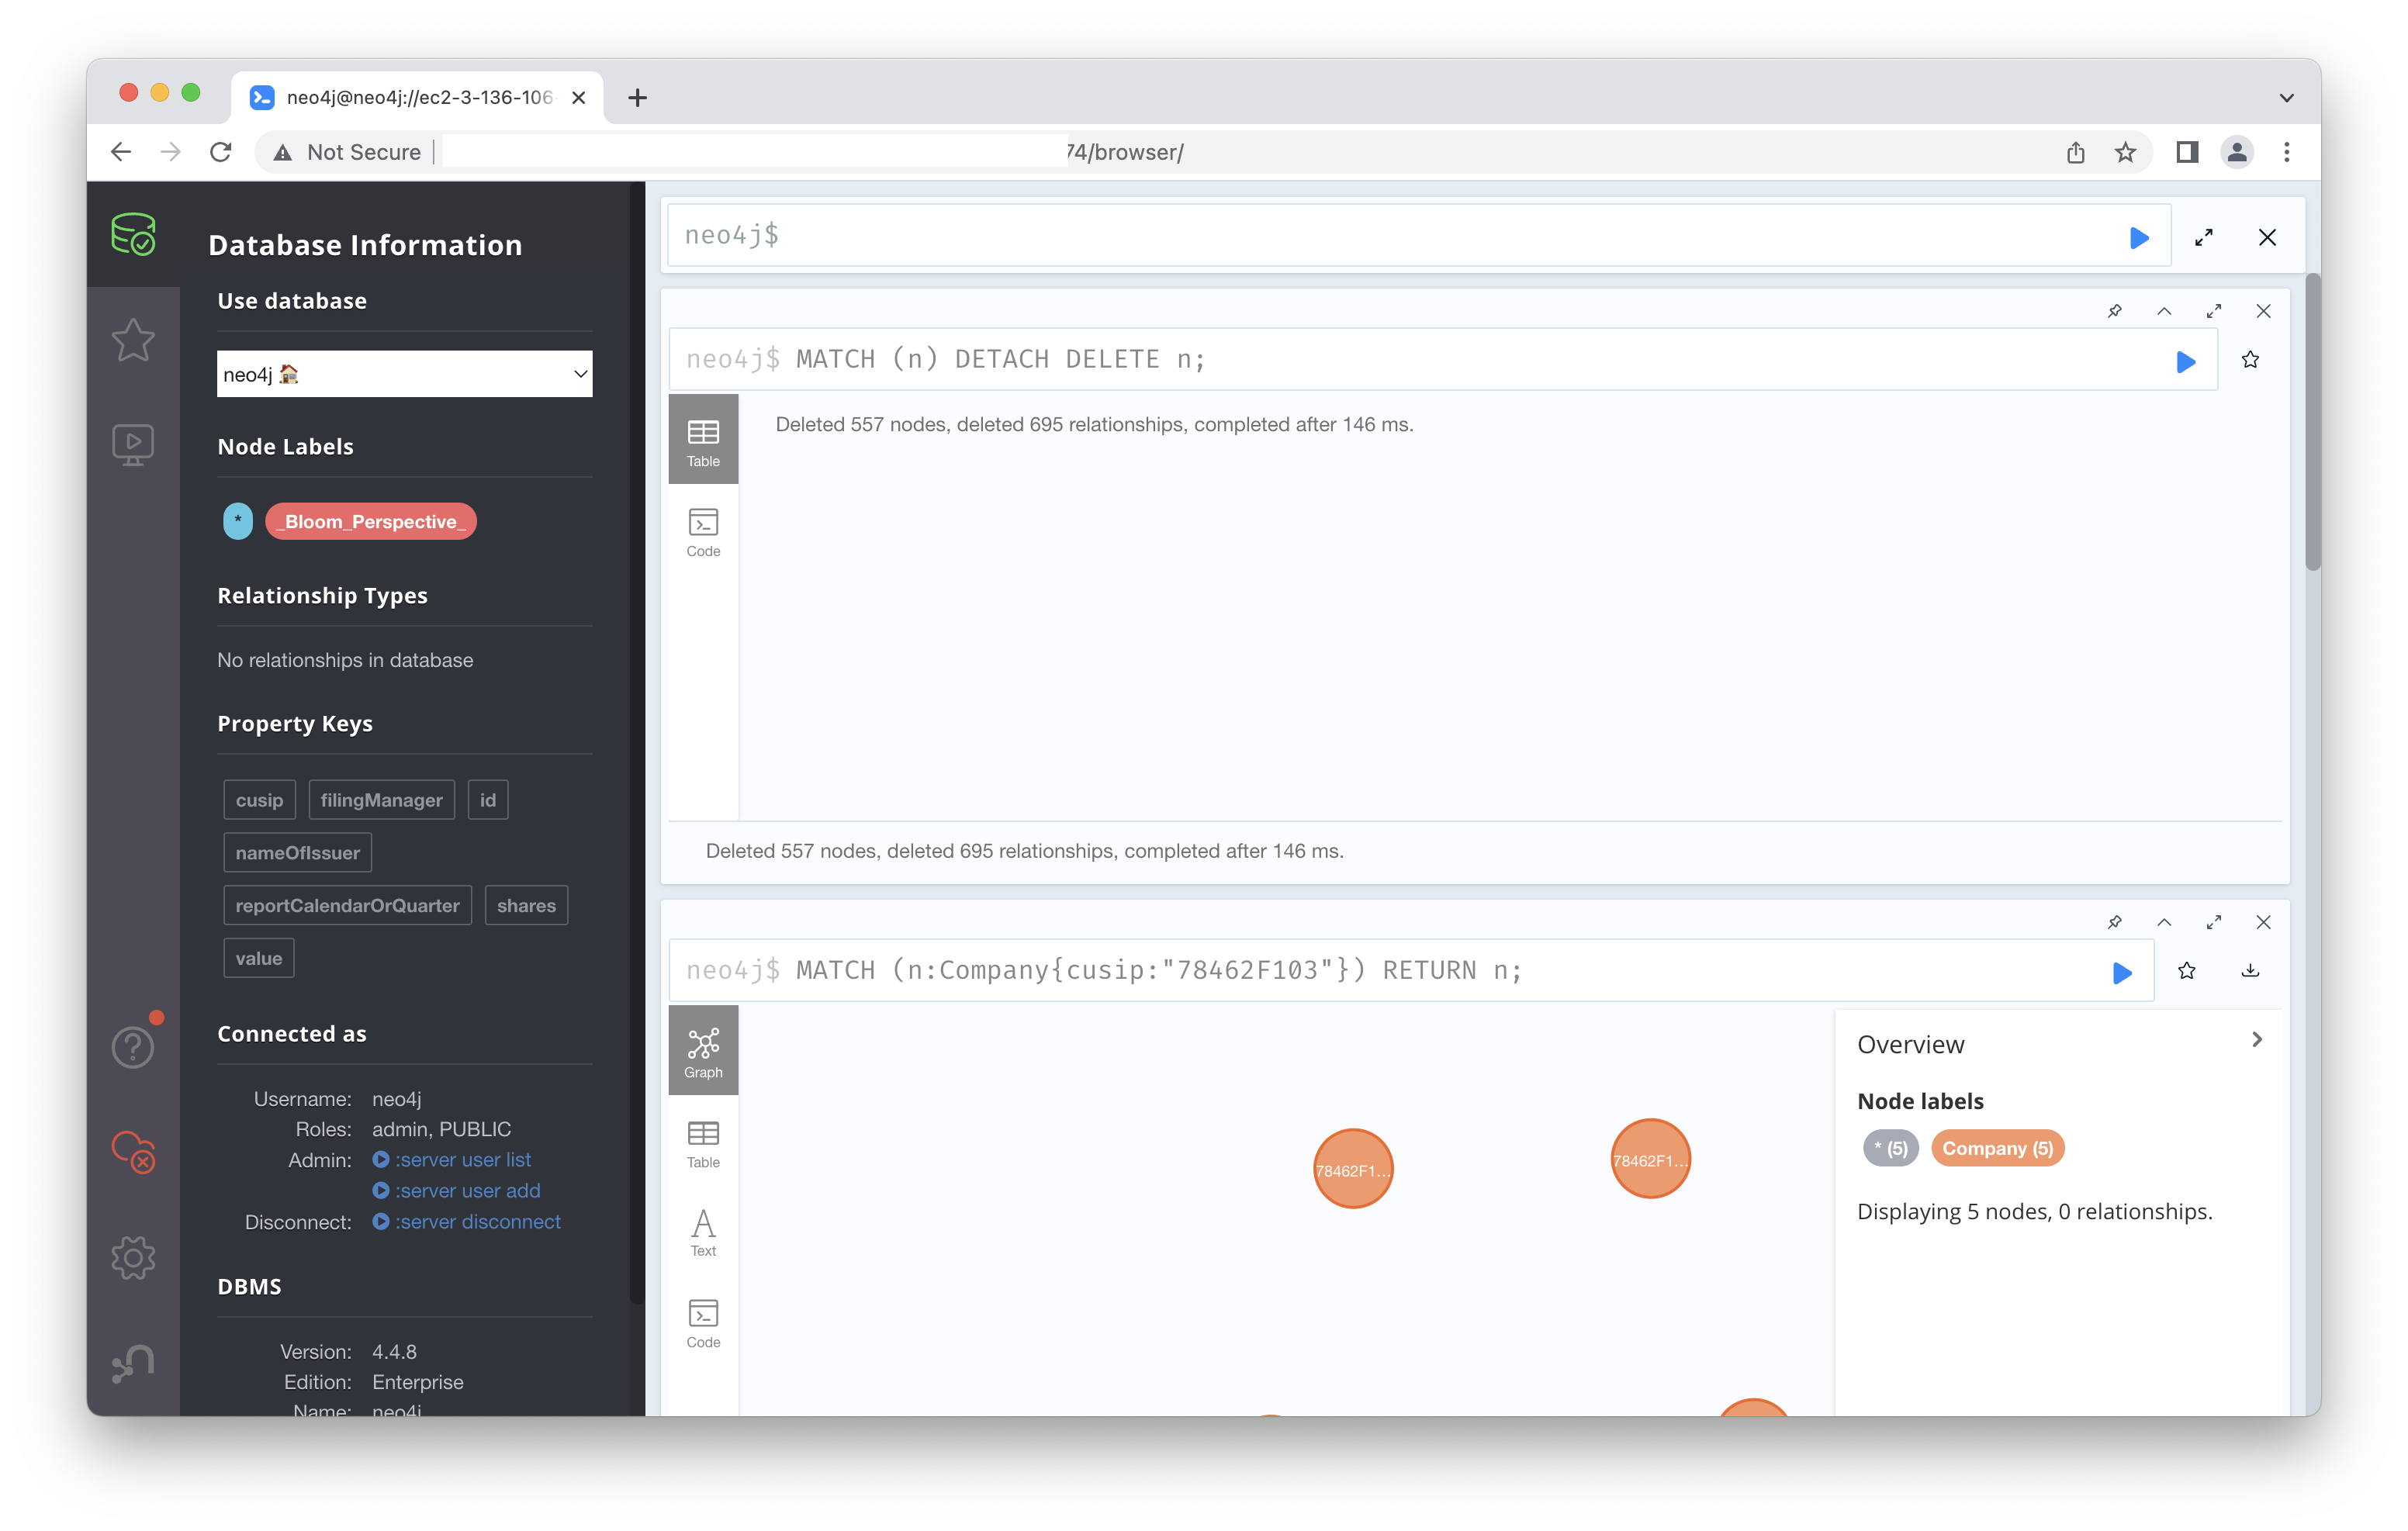 neo4j@neo4j://ec2-3-136-106
Not Secure
74/browser/
Database Information
Use database
neo4j
Node Labels
*
_Bloom_Perspective_
Relationship Types
No relationships in database
Property Keys
cusip filingManager id
nameOfIssuer
reportCalendarOrQuarter shares
value
Connected as
Username: neo4j
Roles: admin, PUBLIC
Admin: :server user list
:server user add
Disconnect: :server disconnect
DBMS
Version: 4.4.8
Edition: Enterprise
Name: neo4j
neo4j$
neo4j$ MATCH (n) DETACH DELETE n;
Table
Code
Deleted 557 nodes, deleted 695 relationships, completed after 146 ms.
Deleted 557 nodes, deleted 695 relationships, completed after 146 ms.
neo4j$ MATCH (n:Company{cusip:"78462F103"}) RETURN n;
Graph
Table
Text
Code
78462F1...
78462F1...
Overview
Node labels
* (5) Company (5)
Displaying 5 nodes, 0 relationships.